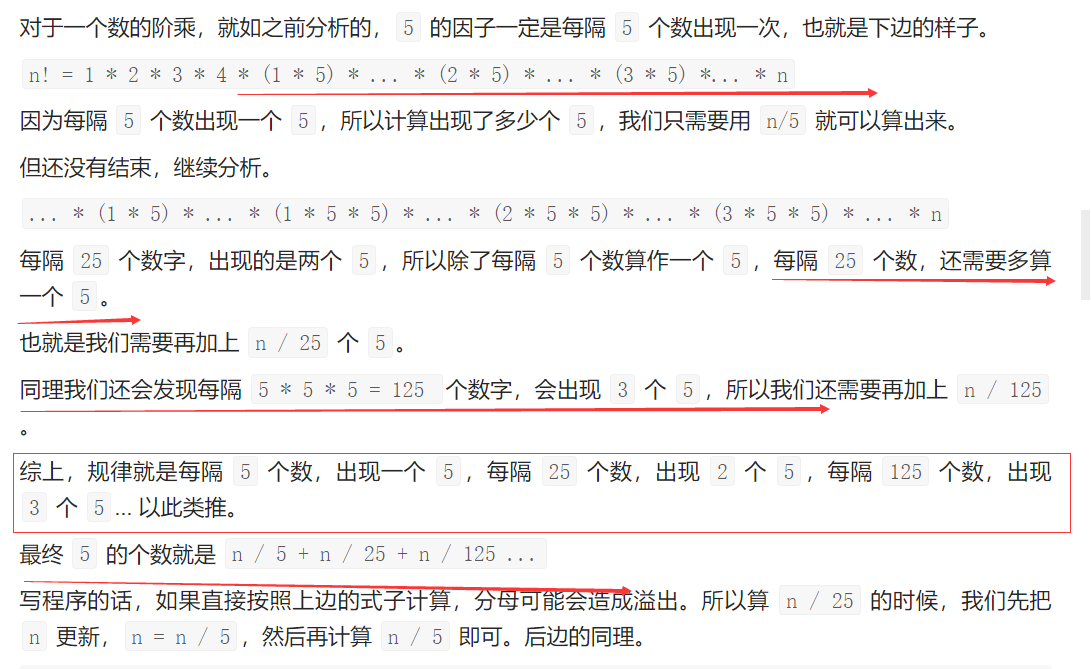 对于一个数的阶乘，就如之前分析的， 5 的因子一定是每隔 5 个数出现一次，也就是下边的样子。
n! = 1 * 2 * 3 * 4 * (1 * 5) * ... * (2 * 5) * ... * (3 * 5) *... * n
因为每隔 5 个数出现一个 5 ，所以计算出现了多少个 5 ，我们只需要用 n/5 就可以算出来。
但还没有结束，继续分析。
... * (1 * 5) * ... * (1 * 5 * 5) * ... * (2 * 5 * 5) * ... * (3 * 5 * 5) * ... * n
每隔 25 个数字，出现的是两个 5 ，所以除了每隔 5 个数算作一个 5 ，每隔 25 个数，还需要多算
一个 5 。
也就是我们需要再加上 n / 25 个 5 。
同理我们还会发现每隔 5 * 5 * 5 = 125 个数字，会出现 3 个 5 ，所以我们还需要再加上 n / 125
。
综上，规律就是每隔 5 个数，出现一个 5 ，每隔 25 个数，出现 2 个 5 ，每隔 125 个数，出现
3 个 5 ... 以此类推。
最终 5 的个数就是 n / 5 + n / 25 + n / 125 ...
写程序的话，如果直接按照上边的式子计算，分母可能会造成溢出。所以算 n / 25 的时候，我们先把
n 更新， n = n / 5 ，然后再计算 n / 5 即可。后边的同理。